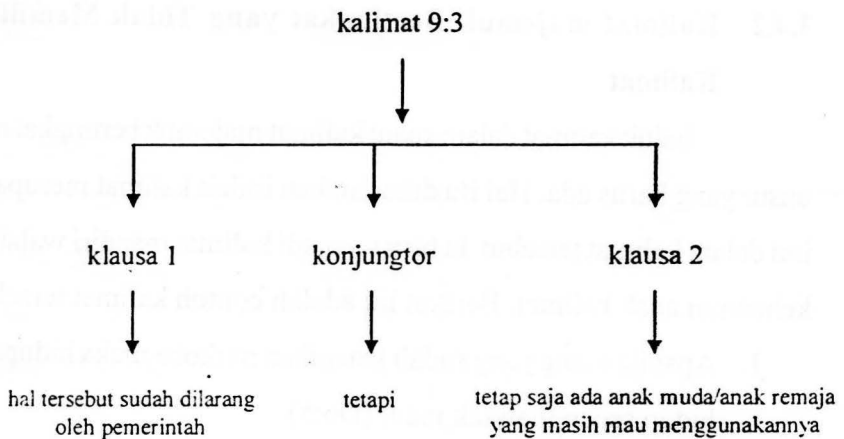 kalimat 9:3
klausa 1
konjungtor
klausa 2
hal tersebut sudah dilarang
oleh pemerintah
tetapi
tetap saja ada anak muda/anak remaja
yang masih mau menggunakannya